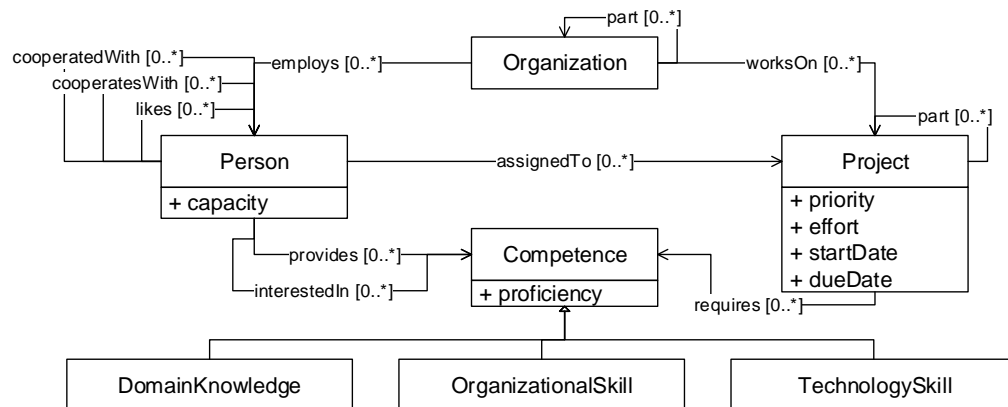 part [0..*]
cooperatedWith [0..*]
employs [0..*]
Organization
worksOn [0..*]
cooperatesWith [0..*]
likes [0..*]
part [0..*]
Person
assignedTo [0..*]
Project
+ capacity
+ priority
+ effort
+ startDate
+ dueDate
provides [0..*]
Competence
interestedIn [0..*]
+ proficiency
requires [0..*]
DomainKnowledge
OrganizationalSkill
TechnologySkill